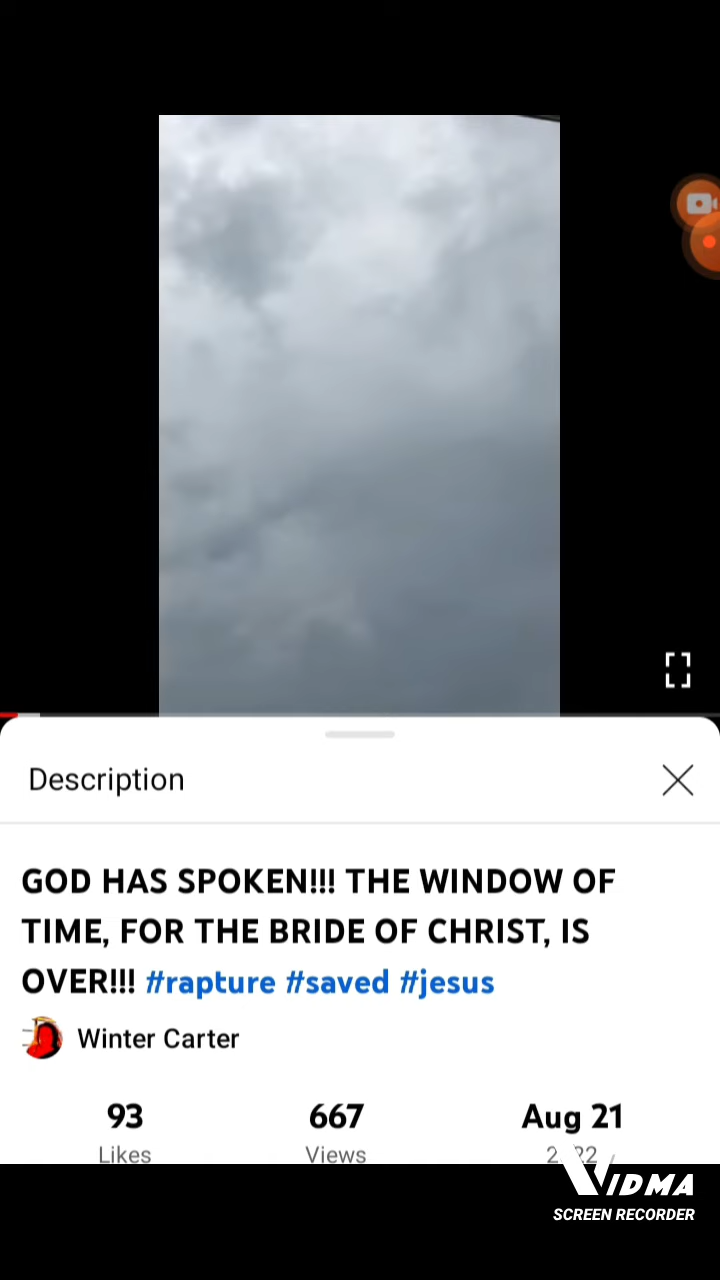 Description
GOD HAS SPOKEN!!! THE WINDOW OF
TIME, FOR THE BRIDE OF CHRIST, IS
OVER!!! #rapture #saved #jesus
Winter Carter
93 667 Aug 21
Likes Views
VIDMA
SCREEN RECORDER